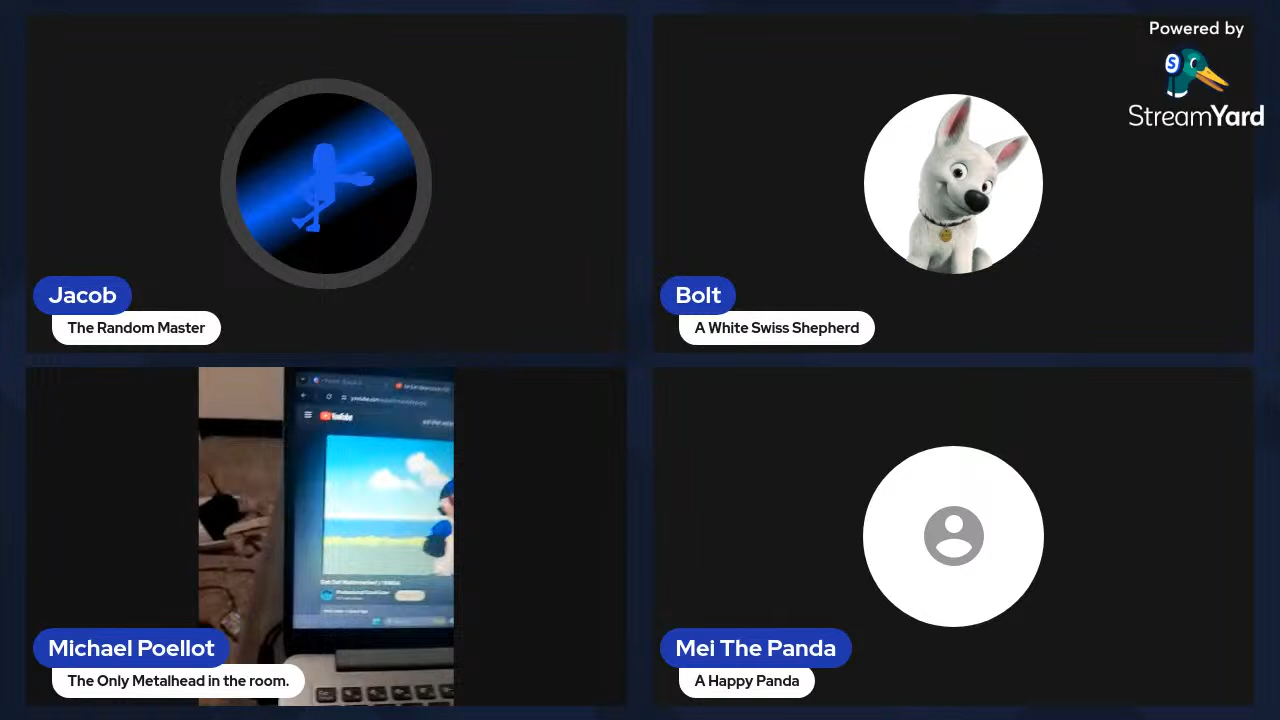 Powered by
StreamYard
Jacob
The Random Master
Bolt
A White Swiss Shepherd
YouTube
Michael Poellot
The Only Metalhead in the room.
Mei The Panda
A Happy Panda